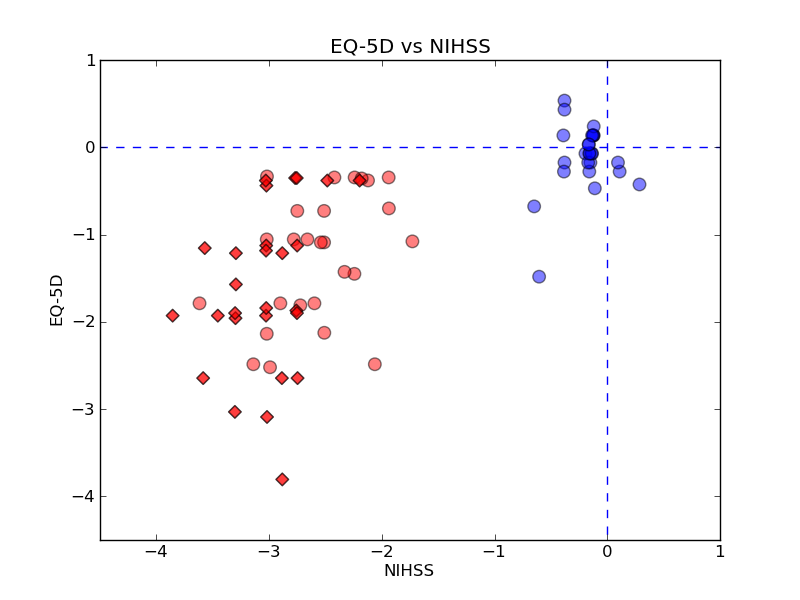 EQ-5D vs NIHSS
1
0
−1
−2
−3
−4
EQ-5D
−4 −3 −2 −1 0 1
NIHSS